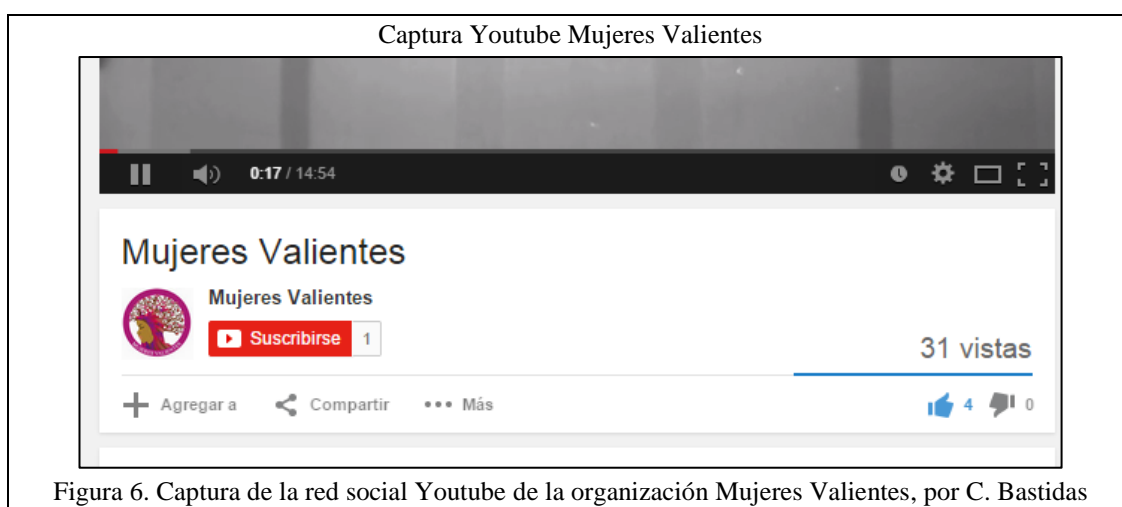 Captura Youtube Mujeres Valientes
0:17 / 14:54
Mujeres Valientes
Mujeres Valientes
Suscribirse 1
31 vistas
Agregar a Compartir Más
4 0
Figura 6. Captura de la red social Youtube de la organización Mujeres Valientes, por C. Bastidas